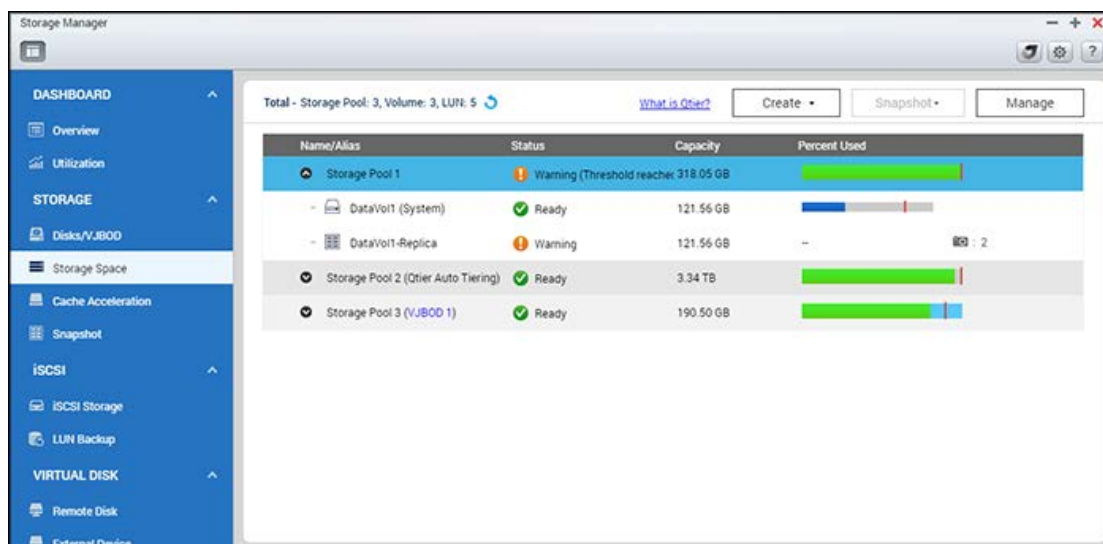 Storage Manager
DASHBOARD
Overview
Utilization
STORAGE
Disks/VJBOD
Storage Space
Cache Acceleration
Snapshot
iSCSI
iSCSI Storage
LUN Backup
VIRTUAL DISK
Remote Disk
External Device
Total - Storage Pool: 3, Volume: 3, LUN: 5 What is Qtier? Create Snapshot Manage
Name/Alias Status Capacity Percent Used
Storage Pool 1 Warning (Threshold reached 318.05 GB
DataVol1 (System) Ready 121.56 GB
DataVol1-Replica Warning 121.56 GB -- : 2
Storage Pool 2 (Qtier Auto Tiering) Ready 3.34 TB
Storage Pool 3 (VJBOD 1) Ready 190.50 GB